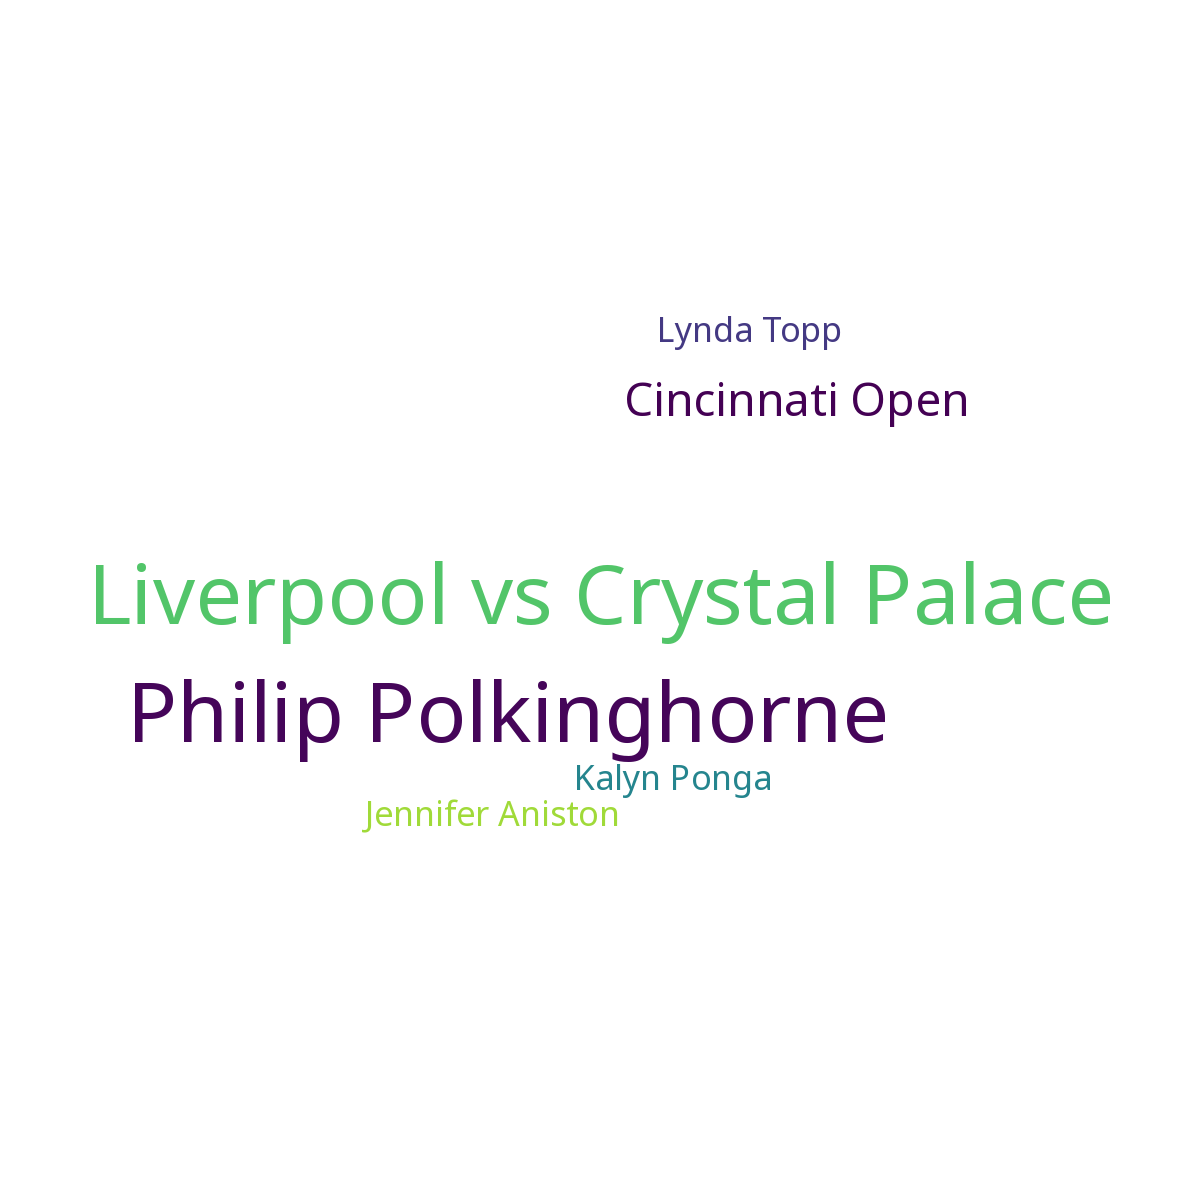 Lynda Topp
Cincinnati Open
Liverpool vs Crystal Palace
Philip Polkinghorne
Kalyn Ponga
Jennifer Aniston